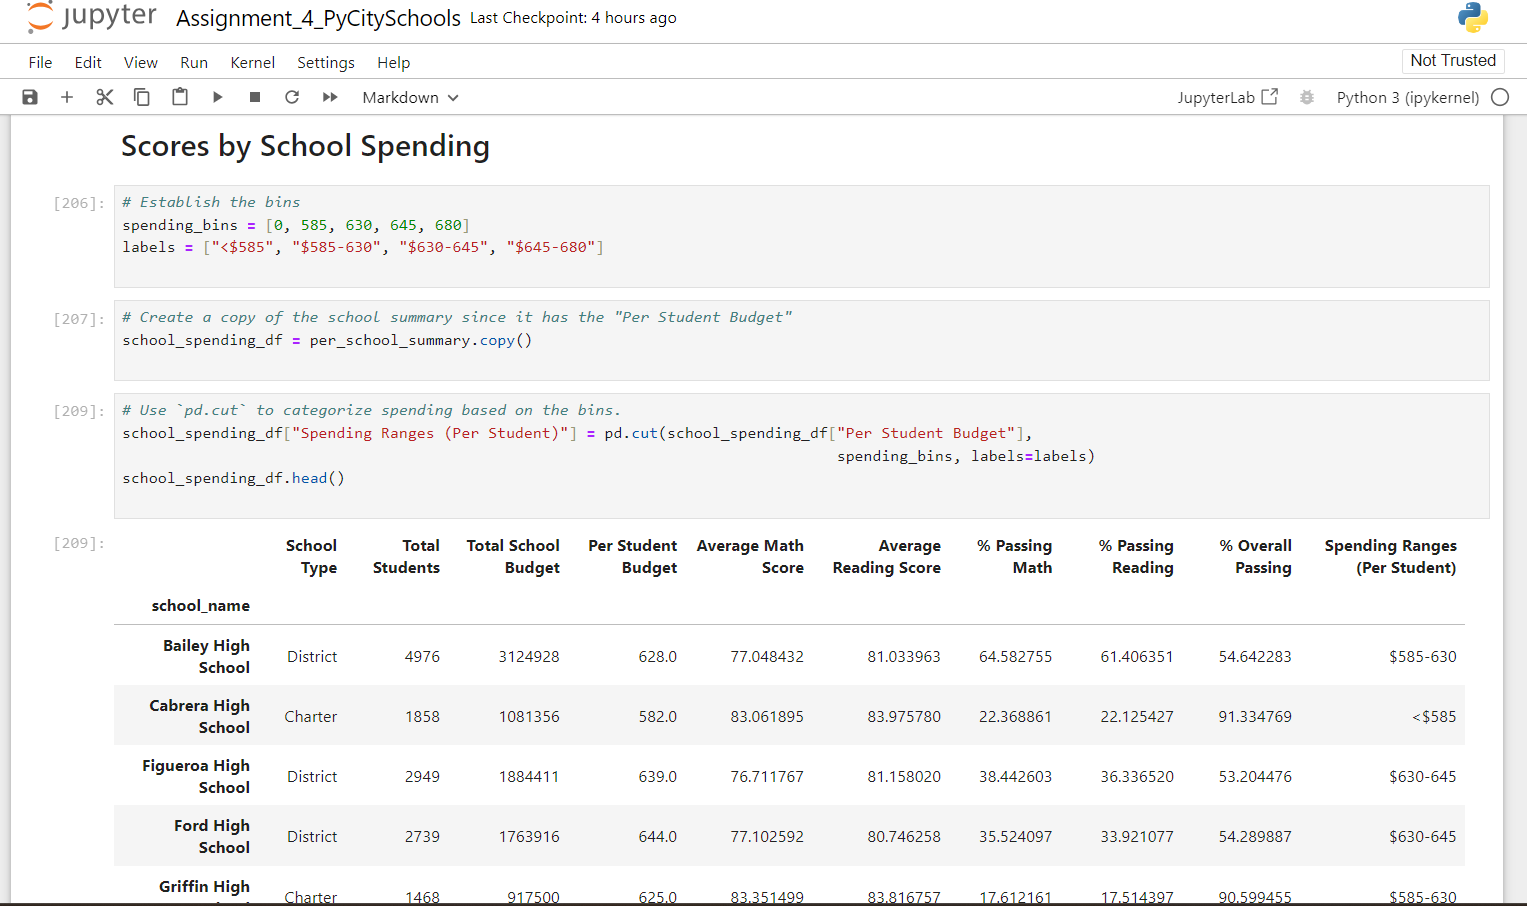 jupyter Assignment_4_PyCitySchools Last Checkpoint: 4 hours ago
File Edit View Run Kernel Settings Help Not Trusted
Markdown JupyterLab Python 3 (ipykernel)
Scores by School Spending
[206]: # Establish the bins
spending_bins = [0, 585, 630, 645, 680]
labels = ["<$585", "$585-630", "$630-645", "$645-680"]
[207]: # Create a copy of the school summary since it has the "Per Student Budget"
school_spending_df = per_school_summary.copy()
[209]: # Use `pd.cut` to categorize spending based on the bins.
school_spending_df["Spending Ranges (Per Student)"] = pd.cut(school_spending_df["Per Student Budget"],
spending_bins, labels=labels)
school_spending_df.head()
[209]: School Total Total School Per Student Average Math Average % Passing % Passing % Overall Spending Ranges
Type Students Budget Budget Score Reading Score Math Reading Passing (Per Student)
school_name
Bailey High
School District 4976 3124928 628.0 77.048432 81.033963 64.582755 61.406351 54.642283 $585-630
Cabrera High
School Charter 1858 1081356 582.0 83.061895 83.975780 22.368861 22.125427 91.334769 <$585
Figueroa High
School District 2949 1884411 639.0 76.711767 81.158020 38.442603 36.336520 53.204476 $630-645
Ford High
School District 2739 1763916 644.0 77.102592 80.746258 35.524097 33.921077 54.289887 $630-645
Griffin High
Charter 1468 917500 625.0 83.351499 83.816757 17.612161 17.514397 90.599455 $585-630